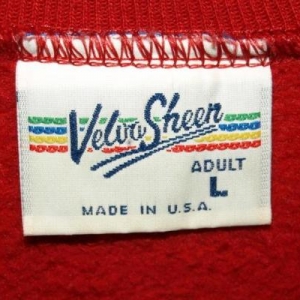 Velva Sheen
ADULT
L
MADE IN U.S.A.